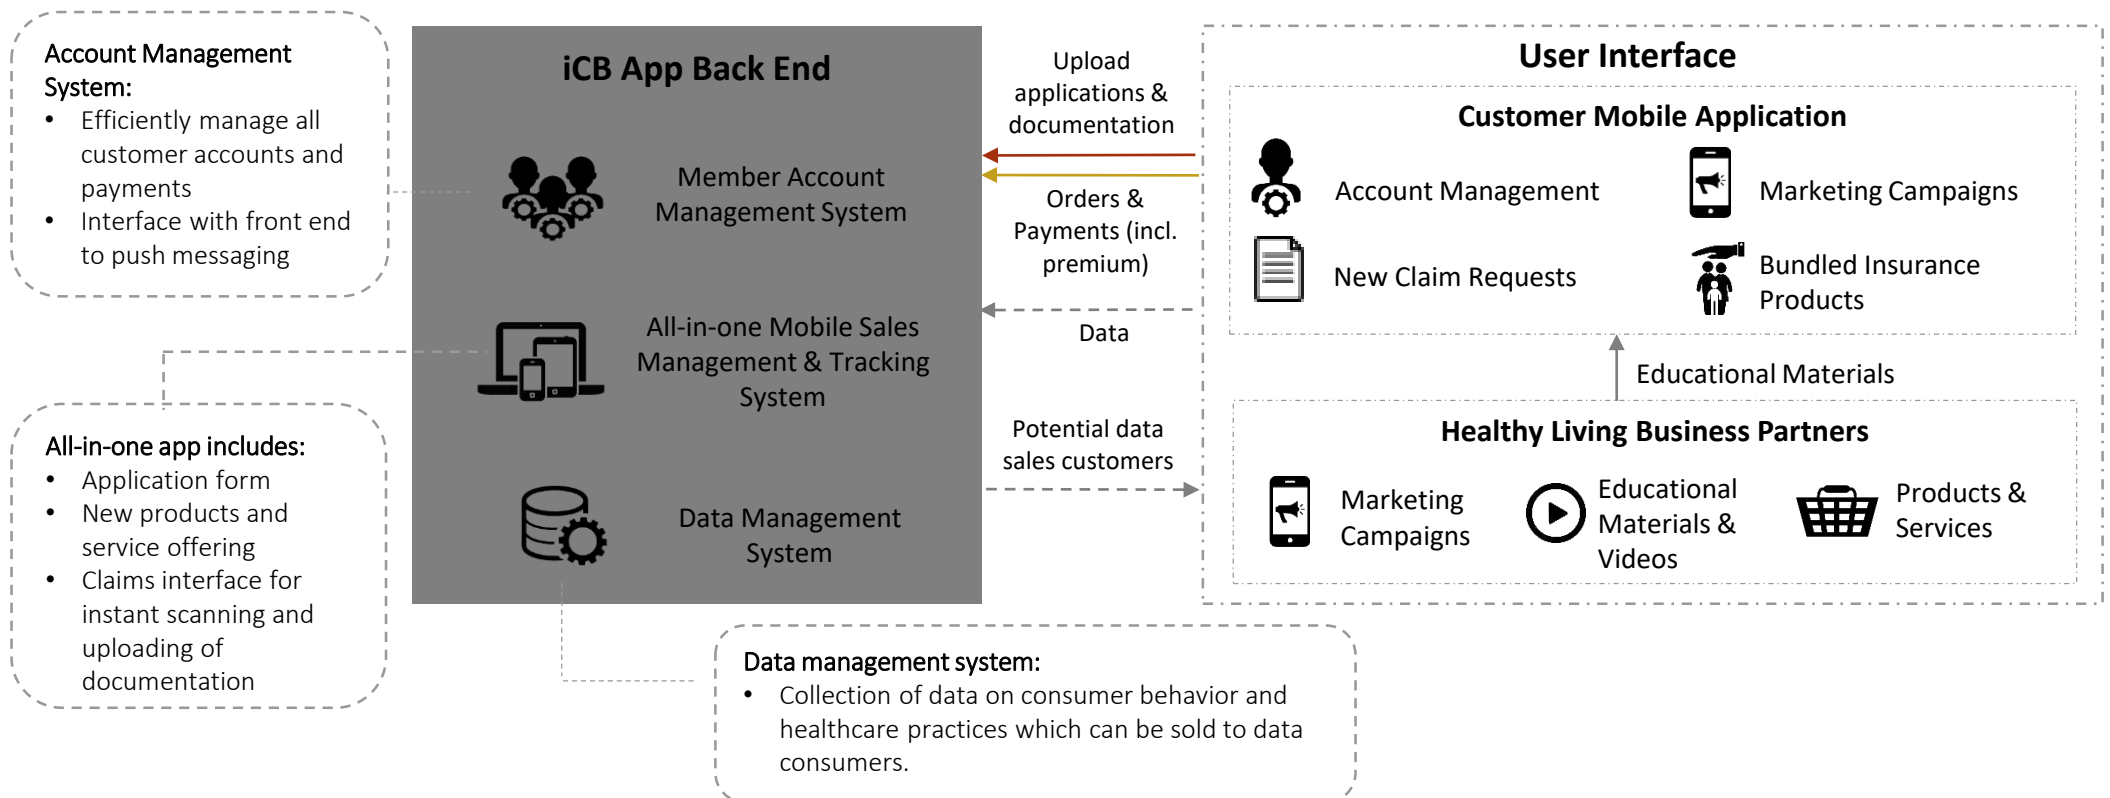 Account Management
System:
• Efficiently manage all
customer accounts and
payments
• Interface with front end
to push messaging
All-in-one app includes:
• Application form
• New products and
service offering
• Claims interface for
instant scanning and
uploading of
documentation
iCB App Back End
Member Account
Management System
All-in-one Mobile Sales
Management & Tracking
System
Data Management
System
Data management system:
• Collection of data on consumer behavior and
healthcare practices which can be sold to data
consumers.
Upload
applications &
documentation
Orders &
Payments (incl.
premium)
Data
Potential data
sales customers
User Interface
Customer Mobile Application
Account Management
Marketing Campaigns
New Claim Requests
Bundled Insurance
Products
Educational Materials
Healthy Living Business Partners
Marketing
Campaigns
Educational
Materials &
Videos
Products &
Services